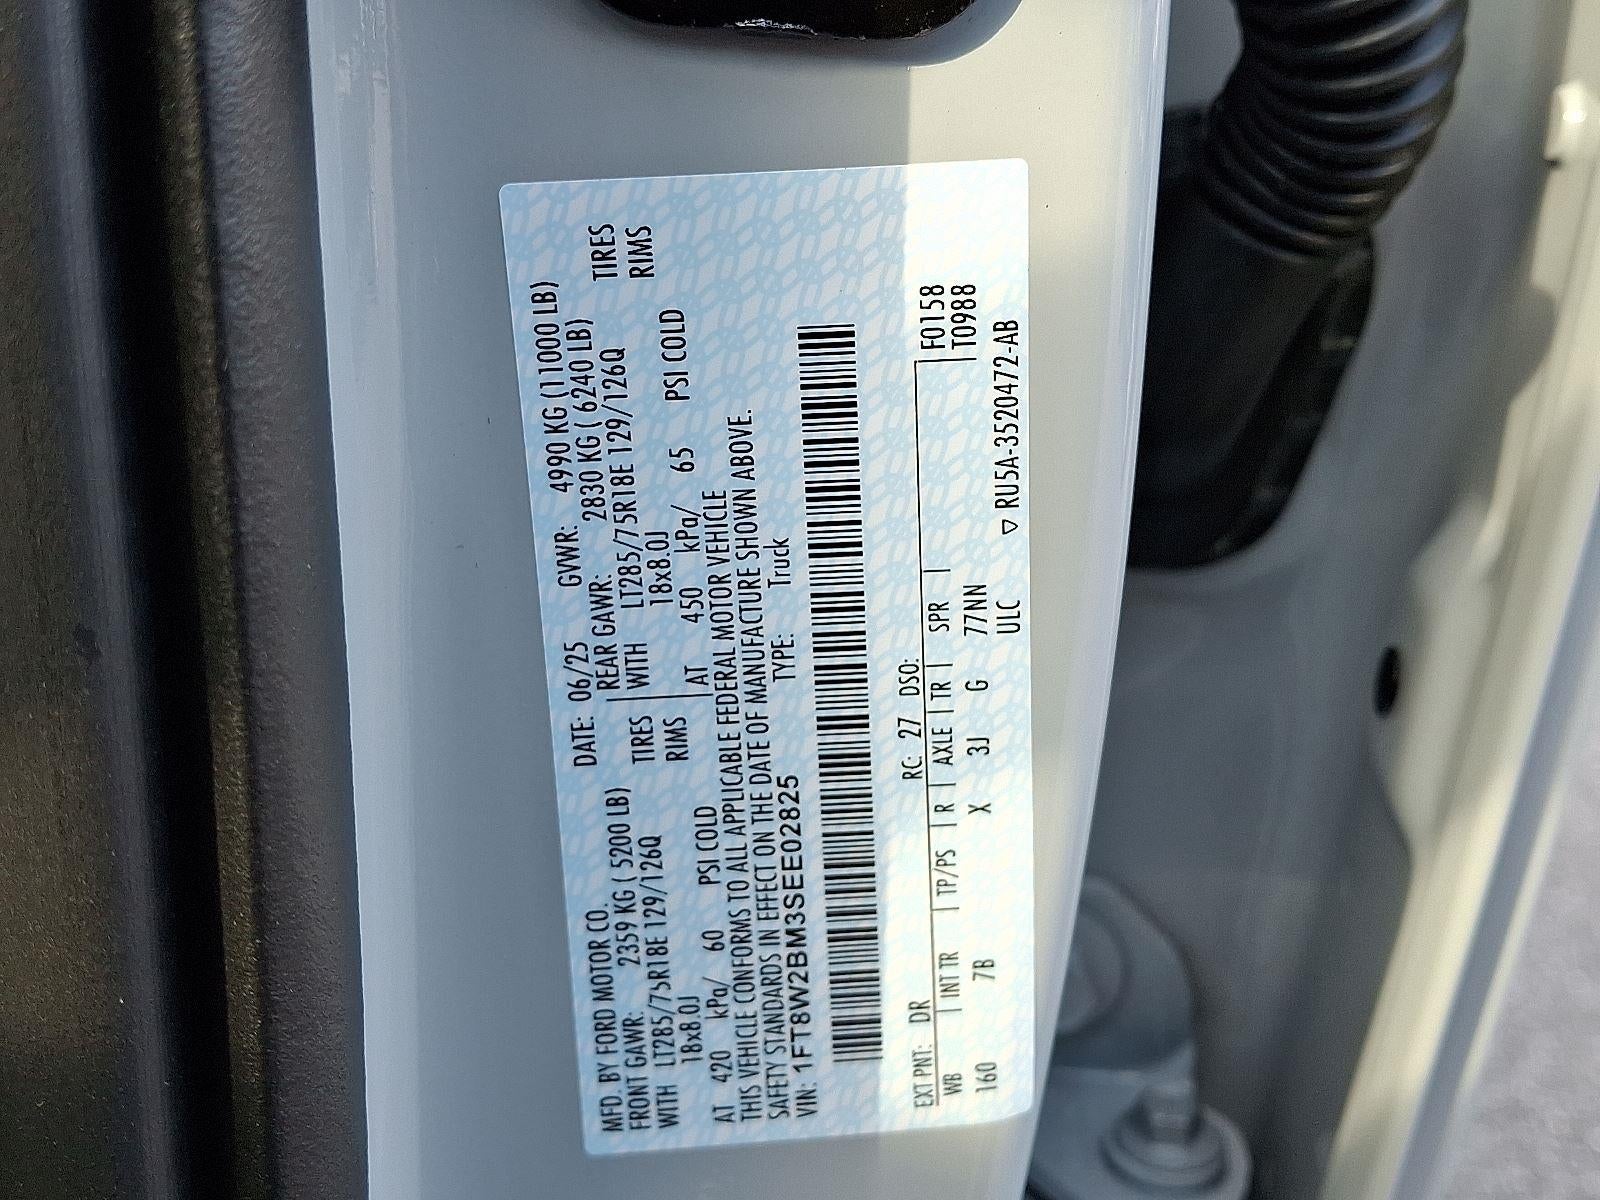 MFD. BY FORD MOTOR CO. DATE: 06/25 GVWR: 4990 KG (11000 LB)
FRONT GAWR: 2359 KG ( 5200 LB) REAR GAWR: 2830 KG ( 6240 LB)
WITH LT285/75R18E 129/126Q TIRES WITH LT285/75R18E 129/126Q TIRES
18x8.0J RIMS 18x8.0J RIMS
AT 420 kPa/ 60 PSI COLD AT 450 kPa/ 65 PSI COLD
THIS VEHICLE CONFORMS TO ALL APPLICABLE FEDERAL MOTOR VEHICLE
SAFETY STANDARDS IN EFFECT ON THE DATE OF MANUFACTURE SHOWN ABOVE.
VIN: 1FT8W2BM3SEE02825 TYPE: Truck
EXT PNT: DR RC: 27 DSO: F0158
WB | INT TR | TP/PS | R | AXLE | TR | SPR | T0988
160 7B X 3J G 77NN
ULC ▽ RU5A-3520472-AB